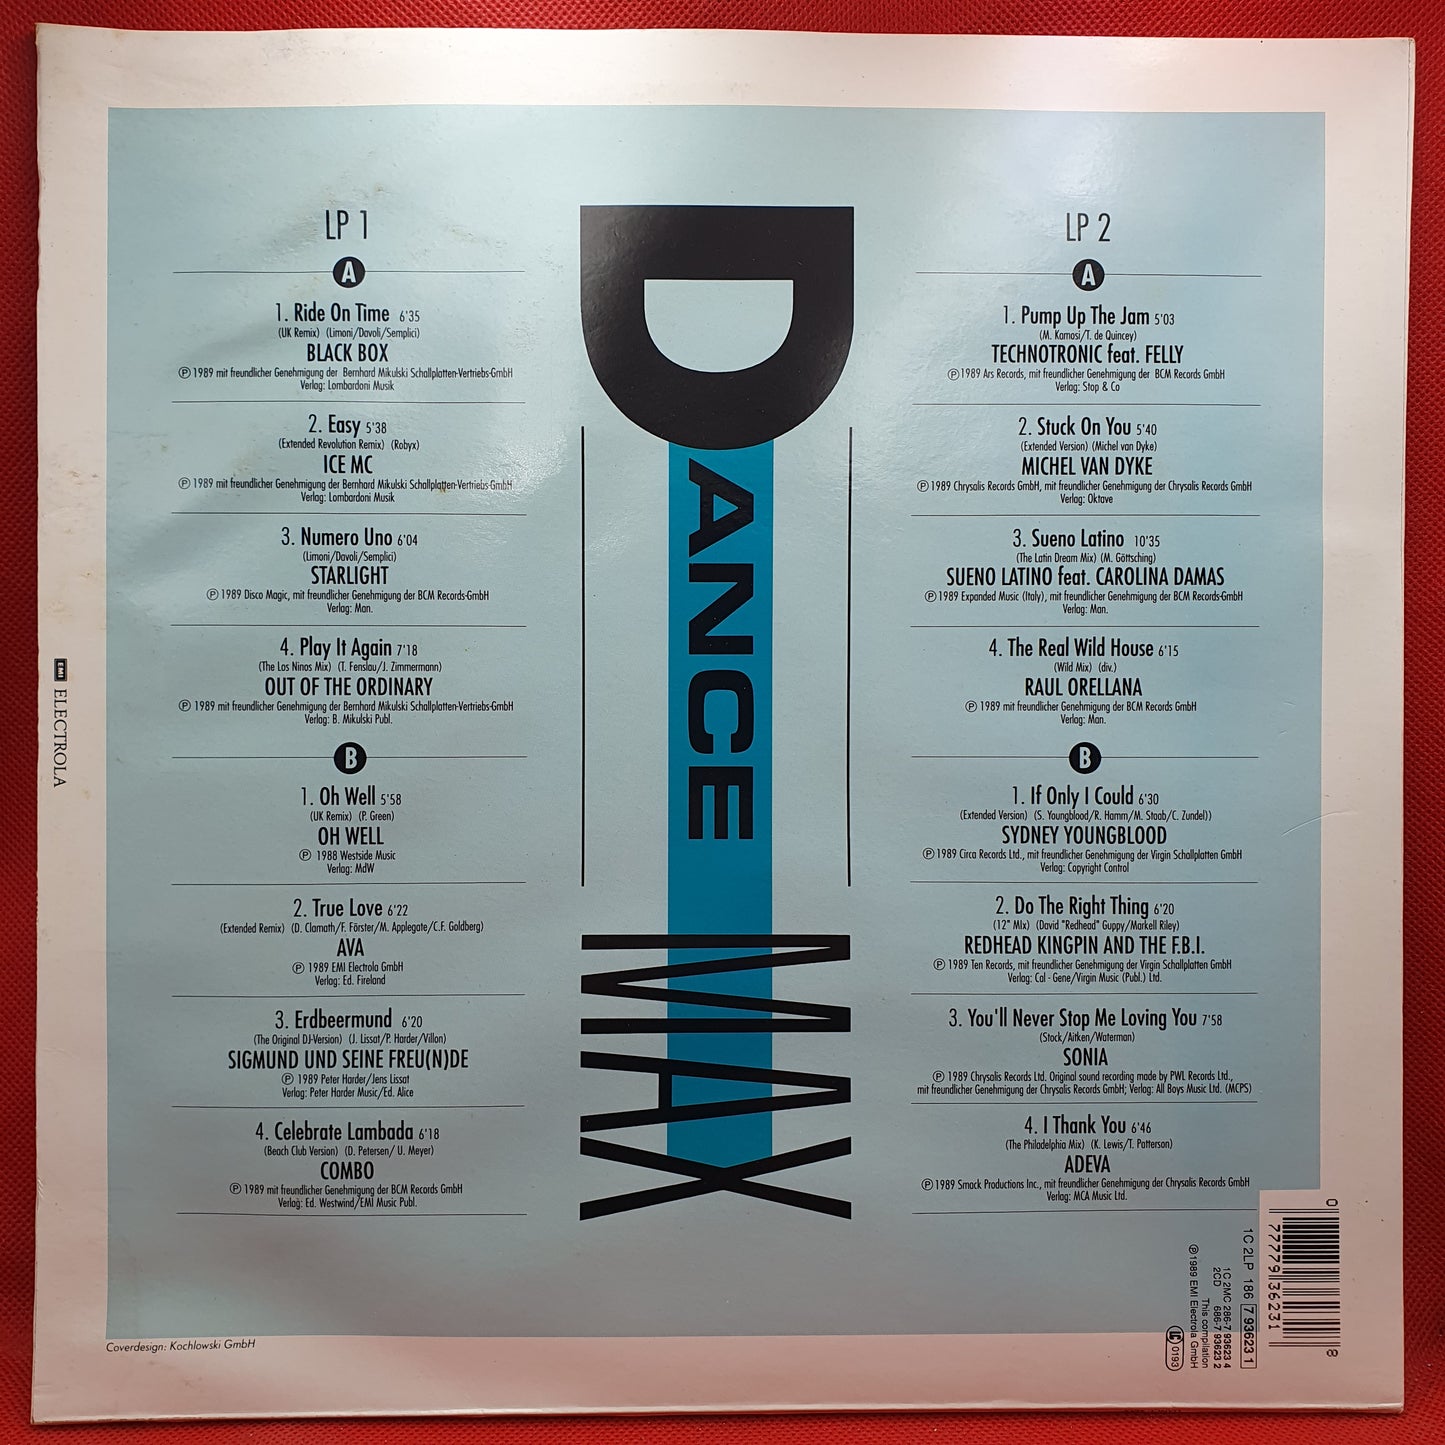 LP 1
A
1. Ride On Time 6'35
(UK Remix) (Limoni/Davoli/Semplici)
BLACK BOX
Ⓟ 1989 mit freundlicher Genehmigung der Bernhard Mikulski Schallplatten-Vertriebs-GmbH
Verlag: Lombardoni Musik
2. Easy 5'38
(Extended Revolution Remix) (Robyx)
ICE MC
Ⓟ 1989 mit freundlicher Genehmigung der Bernhard Mikulski Schallplatten-Vertriebs-GmbH
Verlag: Lombardoni Musik
3. Numero Uno 6'04
(Limoni/Davoli/Semplici)
STARLIGHT
Ⓟ 1989 Disco Magic, mit freundlicher Genehmigung der BCM Records-GmbH
Verlag: Man.
4. Play It Again 7'18
(The Los Ninos Mix) (T. Fenslau/J. Zimmermann)
OUT OF THE ORDINARY
Ⓟ 1989 mit freundlicher Genehmigung der Bernhard Mikulski Schallplatten-Vertriebs-GmbH
Verlag: B. Mikulski Publ.
B
1. Oh Well 5'58
(UK Remix) (P. Green)
OH WELL
Ⓟ 1988 Westside Music
Verlag: MdW
2. True Love 6'22
(Extended Remix) (D. Clamath/F. Förster/M. Applegate/C.F. Goldberg)
AVA
Ⓟ 1989 EMI Electrola GmbH
Verlag: Ed. Fireland
3. Erdbeermund 6'20
(The Original DJ-Version) (J. Lissat/P. Harder/Villon)
SIGMUND UND SEINE FREU(N)DE
Ⓟ 1989 Peter Harder/Jens Lissat
Verlag: Peter Harder Music/Ed. Alice
4. Celebrate Lambada 6'18
(Beach Club Version) (D. Petersen/ U. Meyer)
COMBO
Ⓟ 1989 mit freundlicher Genehmigung der BCM Records GmbH
Verlag: Ed. Westwind/EMI Music Publ.
DANCE MAX
LP 2
A
1. Pump Up The Jam 5'03
(M. Kamosi/T. de Quincey)
TECHNOTRONIC feat. FELLY
Ⓟ 1989 Ars Records, mit freundlicher Genehmigung der BCM Records GmbH
Verlag: Stop & Co
2. Stuck On You 5'40
(Extended Version) (Michel van Dyke)
MICHEL VAN DYKE
Ⓟ 1989 Chrysalis Records GmbH, mit freundlicher Genehmigung der Chrysalis Records GmbH
Verlag: Oktave
3. Sueno Latino 10'35
(The Latin Dream Mix) (M. Göttsching)
SUENO LATINO feat. CAROLINA DAMAS
Ⓟ 1989 Expanded Music (Italy), mit freundlicher Genehmigung der BCM Records-GmbH
Verlag: Man.
4. The Real Wild House 6'15
(Wild Mix) (div.)
RAUL ORELLANA
Ⓟ 1989 mit freundlicher Genehmigung der BCM Records GmbH
Verlag: Man.
B
1. If Only I Could 6'30
(Extended Version) (S. Youngblood/R. Hamm/M. Staab/C. Zundel))
SYDNEY YOUNGBLOOD
Ⓟ 1989 Circa Records Ltd., mit freundlicher Genehmigung der Virgin Schallplatten GmbH
Verlag: Copyright Control
2. Do The Right Thing 6'20
(12" Mix) (David "Redhead" Guppy/Markell Riley)
REDHEAD KINGPIN AND THE F.B.I.
Ⓟ 1989 Ten Records, mit freundlicher Genehmigung der Virgin Schallplatten GmbH
Verlag: Cal - Gene/Virgin Music (Publ.) Ltd.
3. You'll Never Stop Me Loving You 7'58
(Stock/Aitken/Waterman)
SONIA
Ⓟ 1989 Chrysalis Records Ltd. Original sound recording made by PWL Records Ltd.,
mit freundlicher Genehmigung der Chrysalis Records GmbH; Verlag: All Boys Music Ltd. (MCPS)
4. I Thank You 6'46
(The Philadelphia Mix) (K. Lewis/T. Patterson)
ADEVA
Ⓟ 1989 Smack Productions Inc., mit freundlicher Genehmigung der Chrysalis Records GmbH
Verlag: MCA Music Ltd.
EMI ELECTROLA
Coverdesign: Kochlowski GmbH
0 77779 36231 8
1C 2LP 186 7 93623 1
1C 2MC 286-7 93623 4
2CD 686-7 93623 2
This compilation
Ⓟ1989 EMI Electrola GmbH
LC 0193